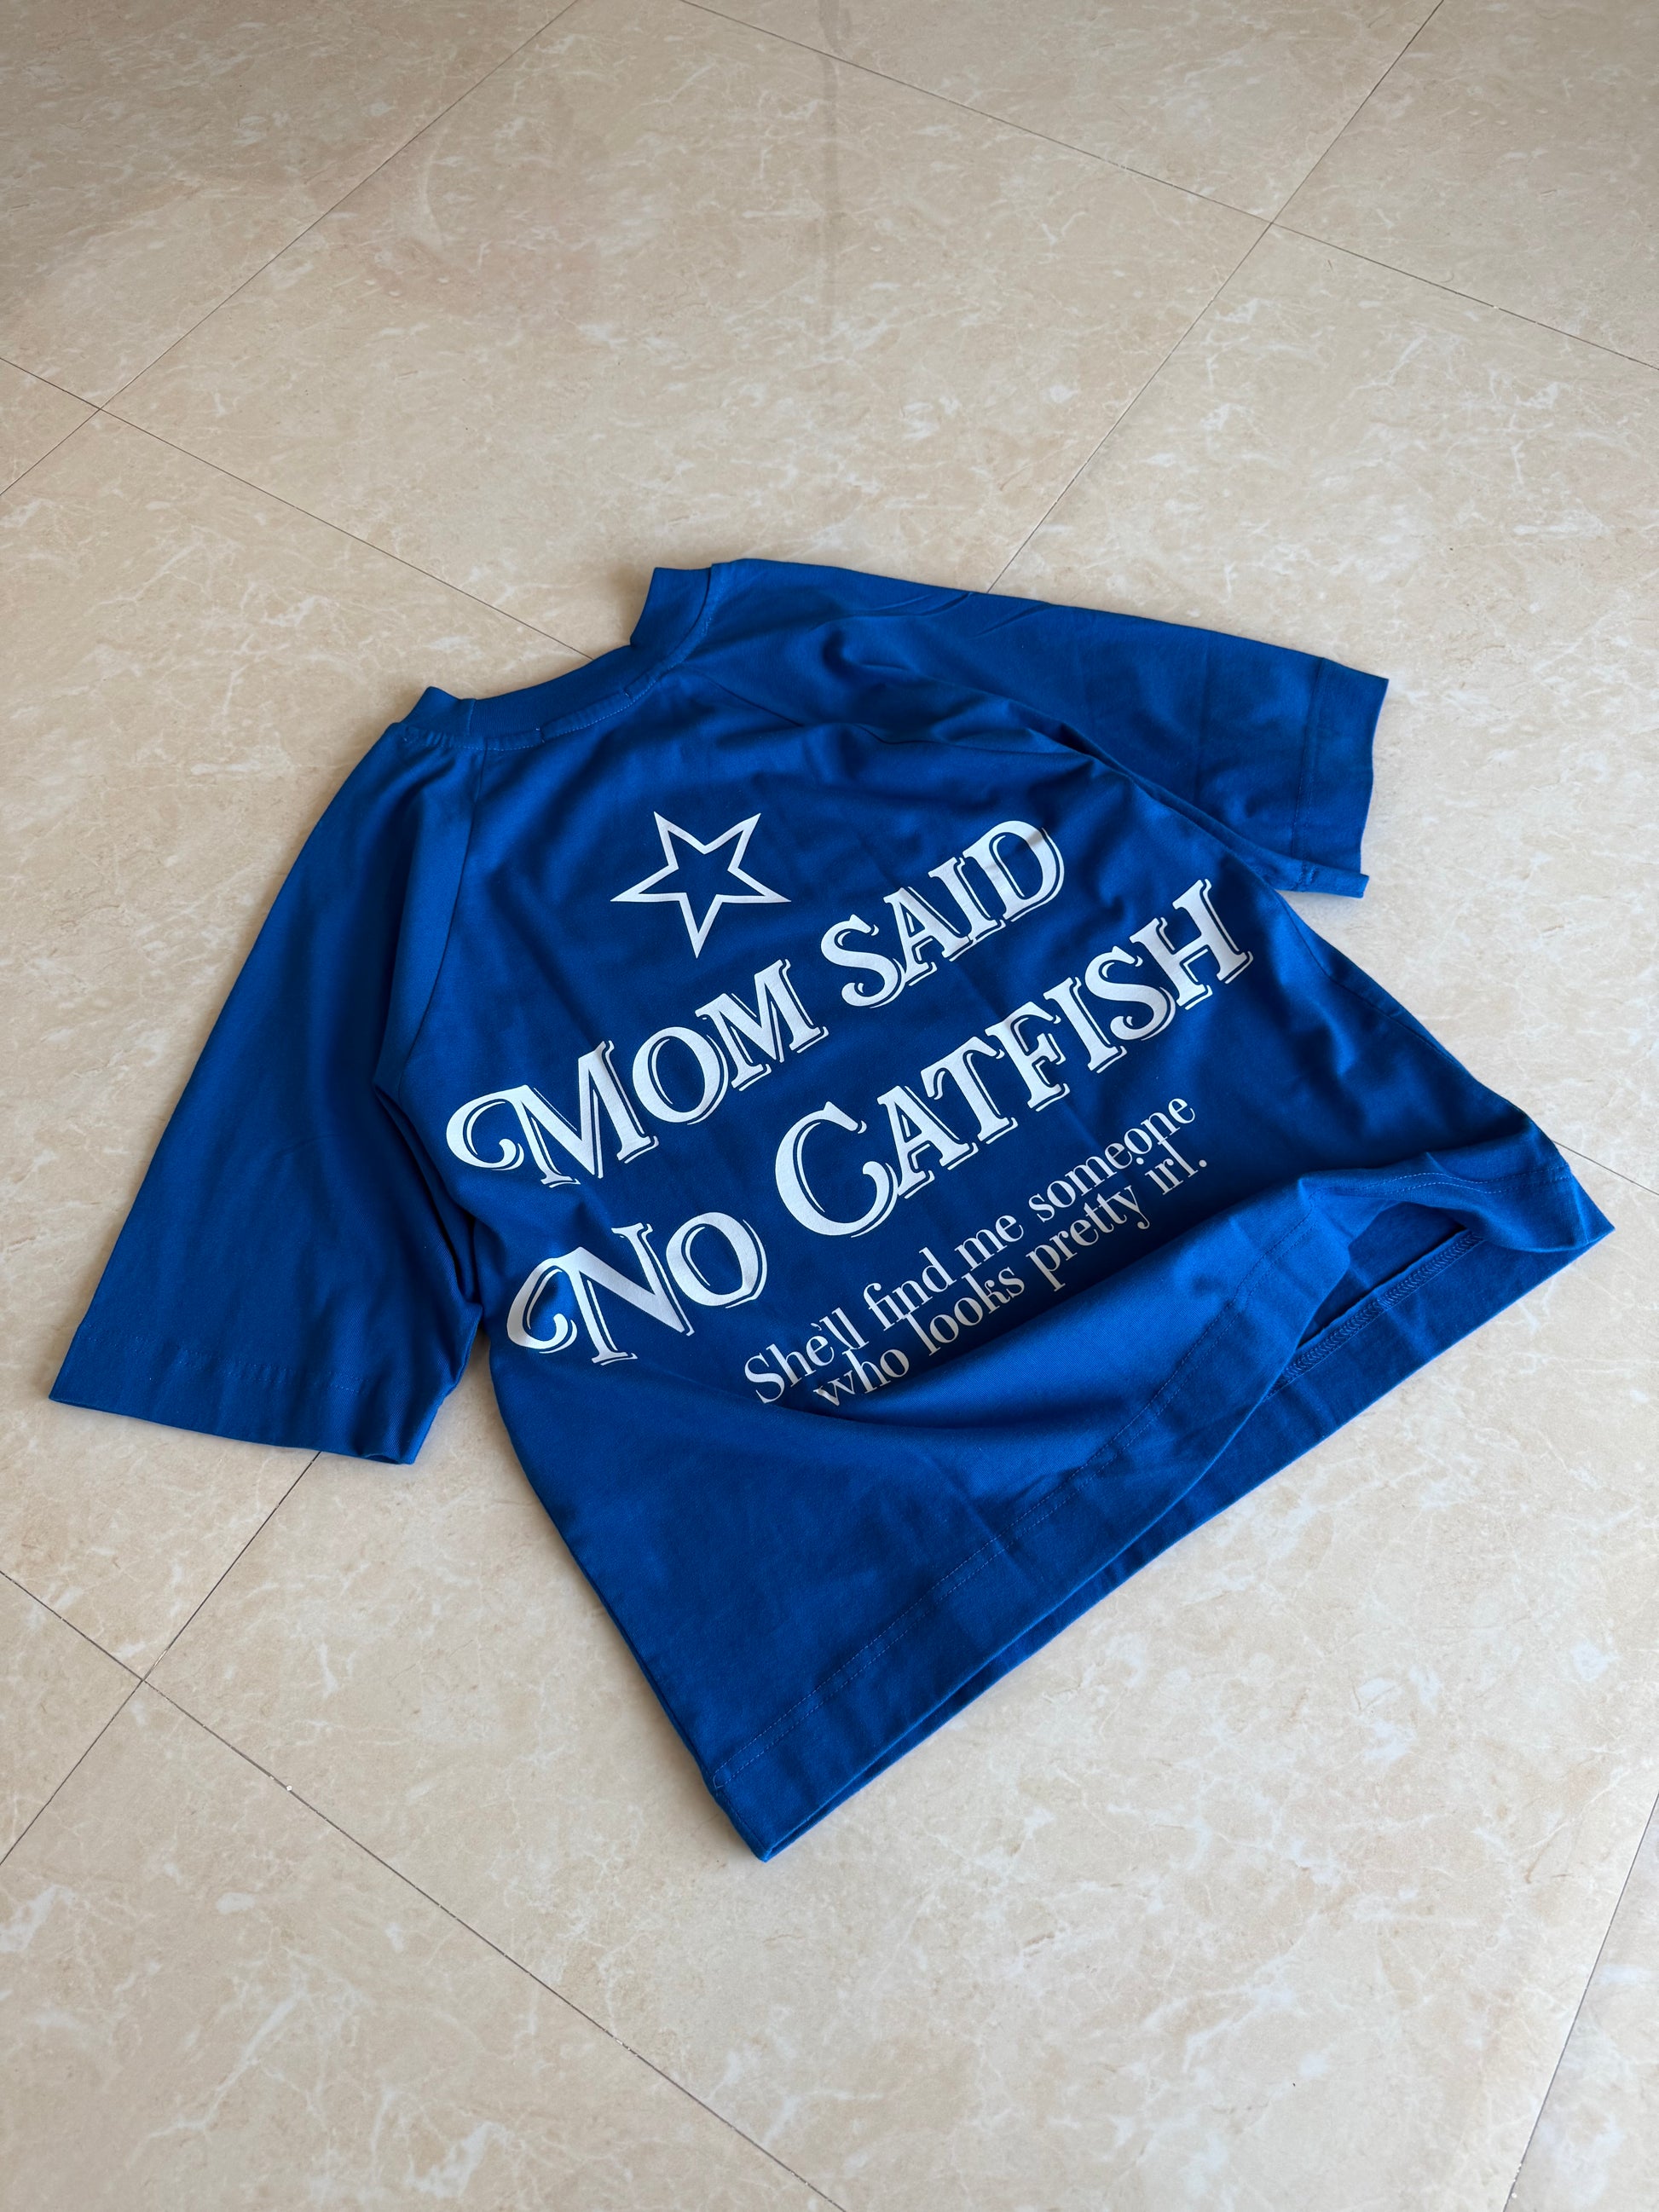 MOM SAID
NO CATFISH
She'll find me someone
who looks pretty irl.